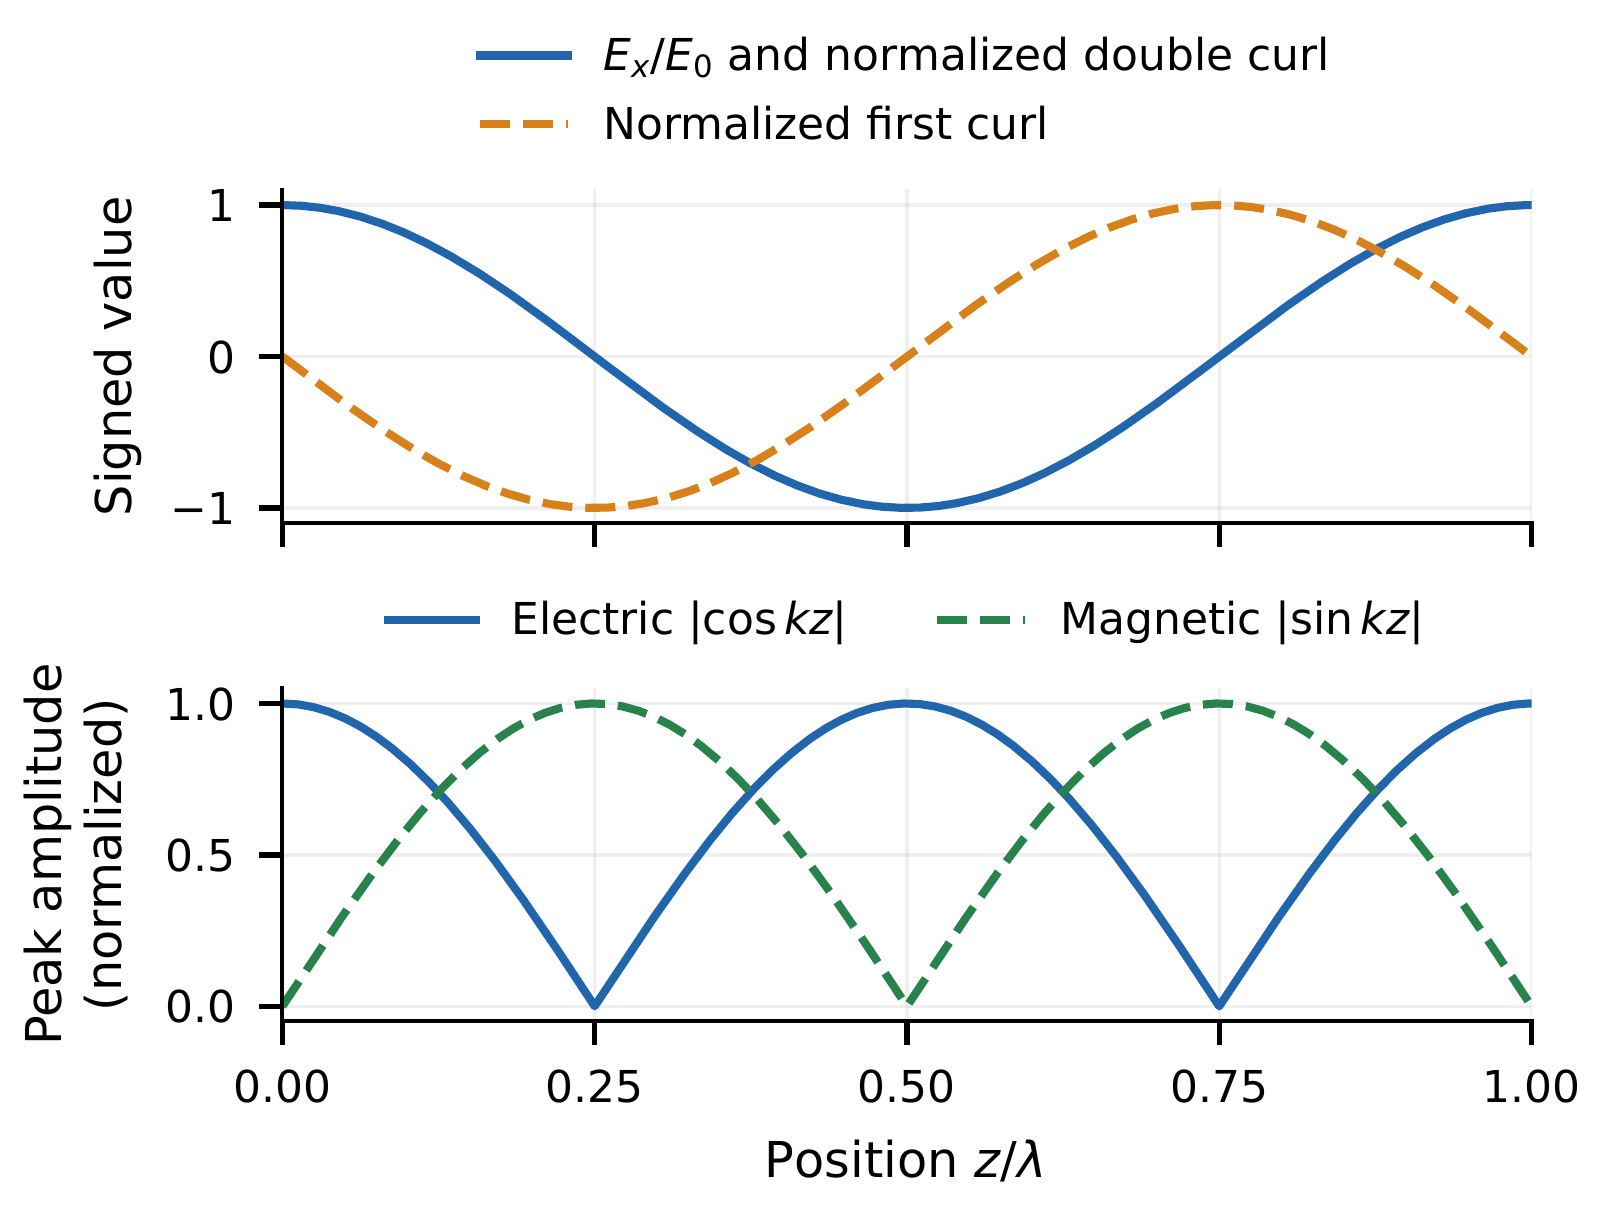 Eₓ/E₀ and normalized double curl
Normalized first curl
Signed value
1
0
−1
Electric |cos kz|
Magnetic |sin kz|
Peak amplitude
(normalized)
1.0
0.5
0.0
0.00 0.25 0.50 0.75 1.00
Position z/λ